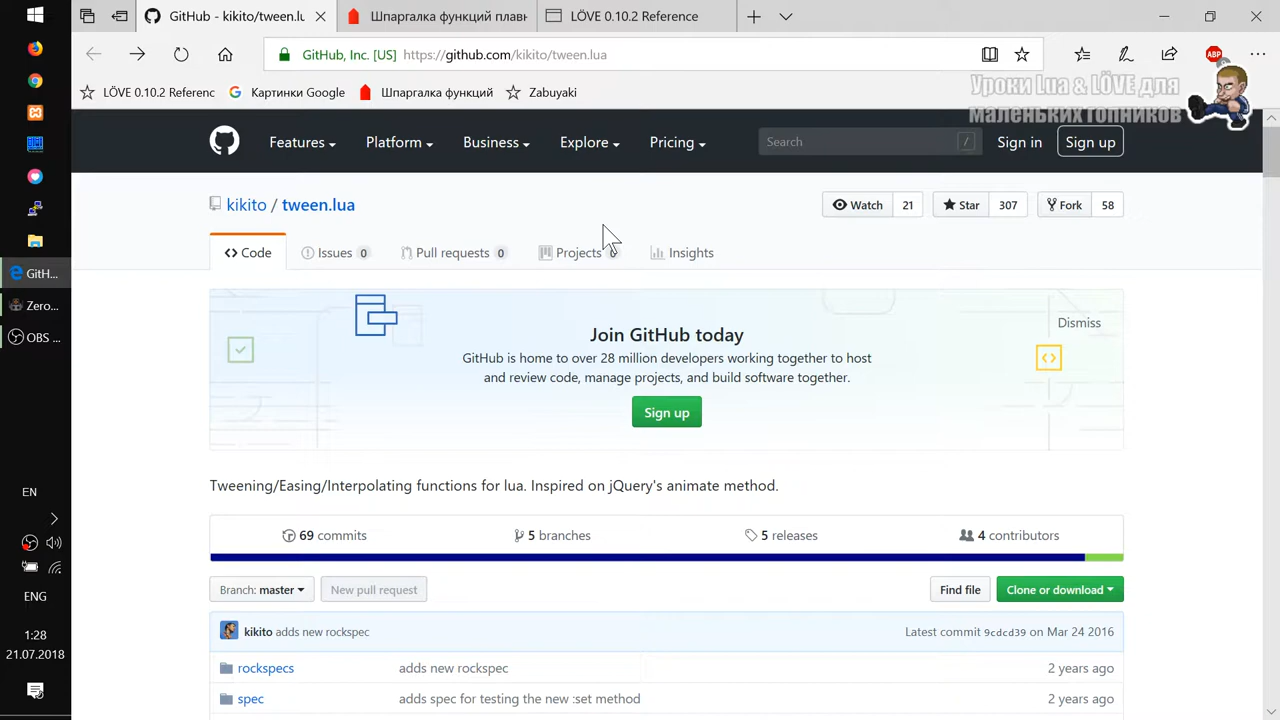 GitHub - kikito/tween.lu
Шпаргалка функций плавн
LÖVE 0.10.2 Reference
GitHub, Inc. [US] https://github.com/kikito/tween.lua
ABP
LÖVE 0.10.2 Referenc
Картинки Google
Шпаргалка функций
Zabuyaki
Уроки Lua & LÖVE для
маленьких гопников
Features
Platform
Business
Explore
Pricing
Search /
Sign in
Sign up
kikito / tween.lua
Watch 21
Star 307
Fork 58
Code
Issues 0
Pull requests 0
Projects
Insights
Join GitHub today
Dismiss
GitHub is home to over 28 million developers working together to host
and review code, manage projects, and build software together.
Sign up
Tweening/Easing/Interpolating functions for lua. Inspired on jQuery's animate method.
69 commits
5 branches
5 releases
4 contributors
Branch: master
New pull request
Find file
Clone or download
kikito adds new rockspec
Latest commit 9cdcd39 on Mar 24 2016
rockspecs
adds new rockspec
2 years ago
spec
adds spec for testing the new :set method
2 years ago
GitH...
Zero...
OBS ...
EN
ENG
1:28
21.07.2018